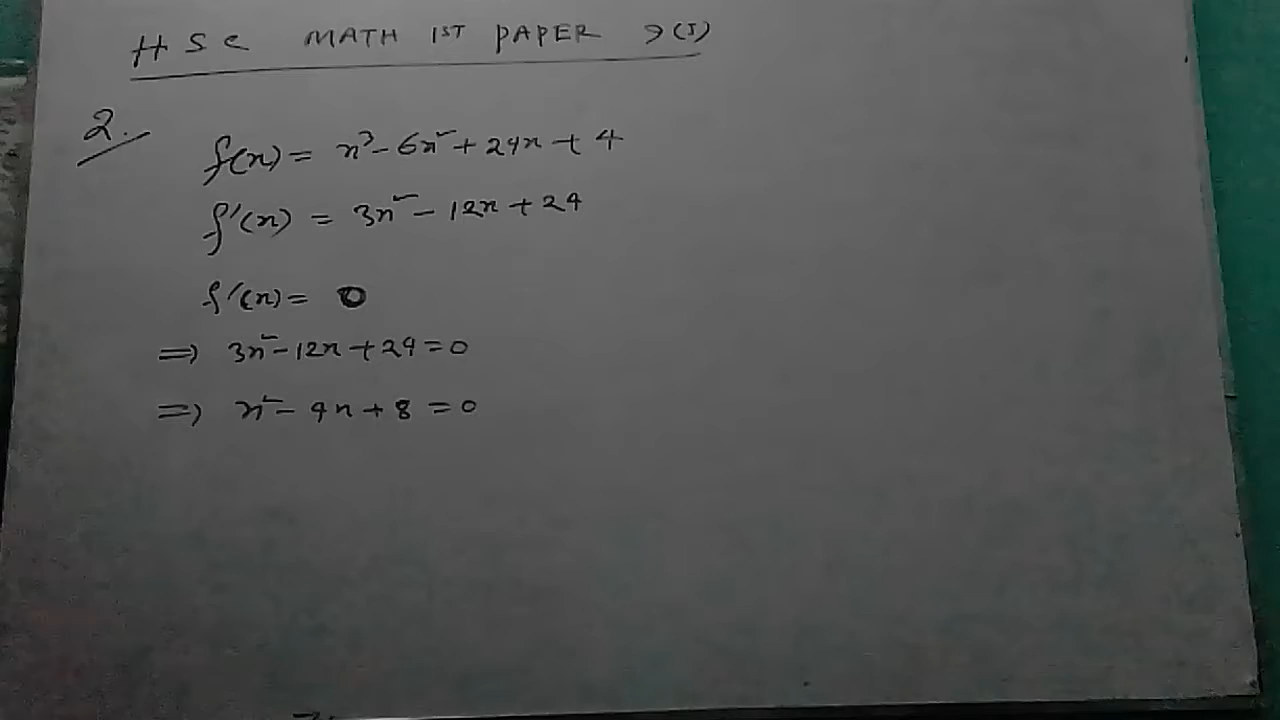 HSC MATH 1ST PAPER 9(J)
2.
f(x) = x³ - 6x² + 24x + 4
f'(x) = 3x² - 12x + 24
f'(x) = 0
=> 3x² - 12x + 24 = 0
=> x² - 4x + 8 = 0